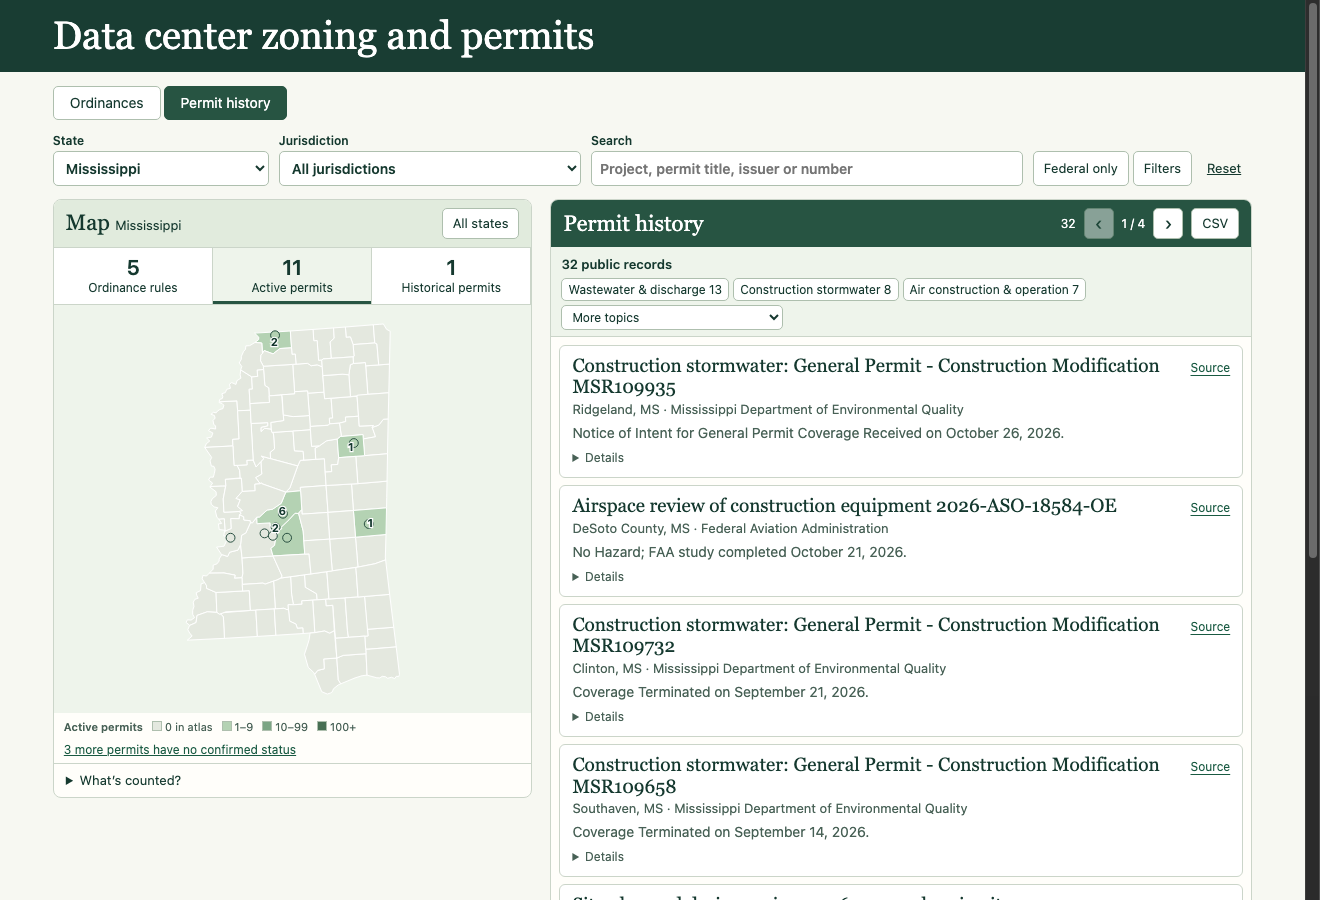 Data center zoning and permits
Ordinances
Permit history
State
Jurisdiction
Search
Mississippi
All jurisdictions
Project, permit title, issuer or number
Federal only
Filters
Reset
Map Mississippi
All states
5
Ordinance rules
11
Active permits
1
Historical permits
2
1
6
2
1
Active permits 0 in atlas 1–9 10–99 100+
3 more permits have no confirmed status
▶ What's counted?
Permit history
32 ‹ 1 / 4 › CSV
32 public records
Wastewater & discharge 13
Construction stormwater 8
Air construction & operation 7
More topics
Construction stormwater: General Permit - Construction Modification
MSR109935
Source
Ridgeland, MS · Mississippi Department of Environmental Quality
Notice of Intent for General Permit Coverage Received on October 26, 2026.
▶ Details
Airspace review of construction equipment 2026-ASO-18584-OE
Source
DeSoto County, MS · Federal Aviation Administration
No Hazard; FAA study completed October 21, 2026.
▶ Details
Construction stormwater: General Permit - Construction Modification
MSR109732
Source
Clinton, MS · Mississippi Department of Environmental Quality
Coverage Terminated on September 21, 2026.
▶ Details
Construction stormwater: General Permit - Construction Modification
MSR109658
Source
Southaven, MS · Mississippi Department of Environmental Quality
Coverage Terminated on September 14, 2026.
▶ Details